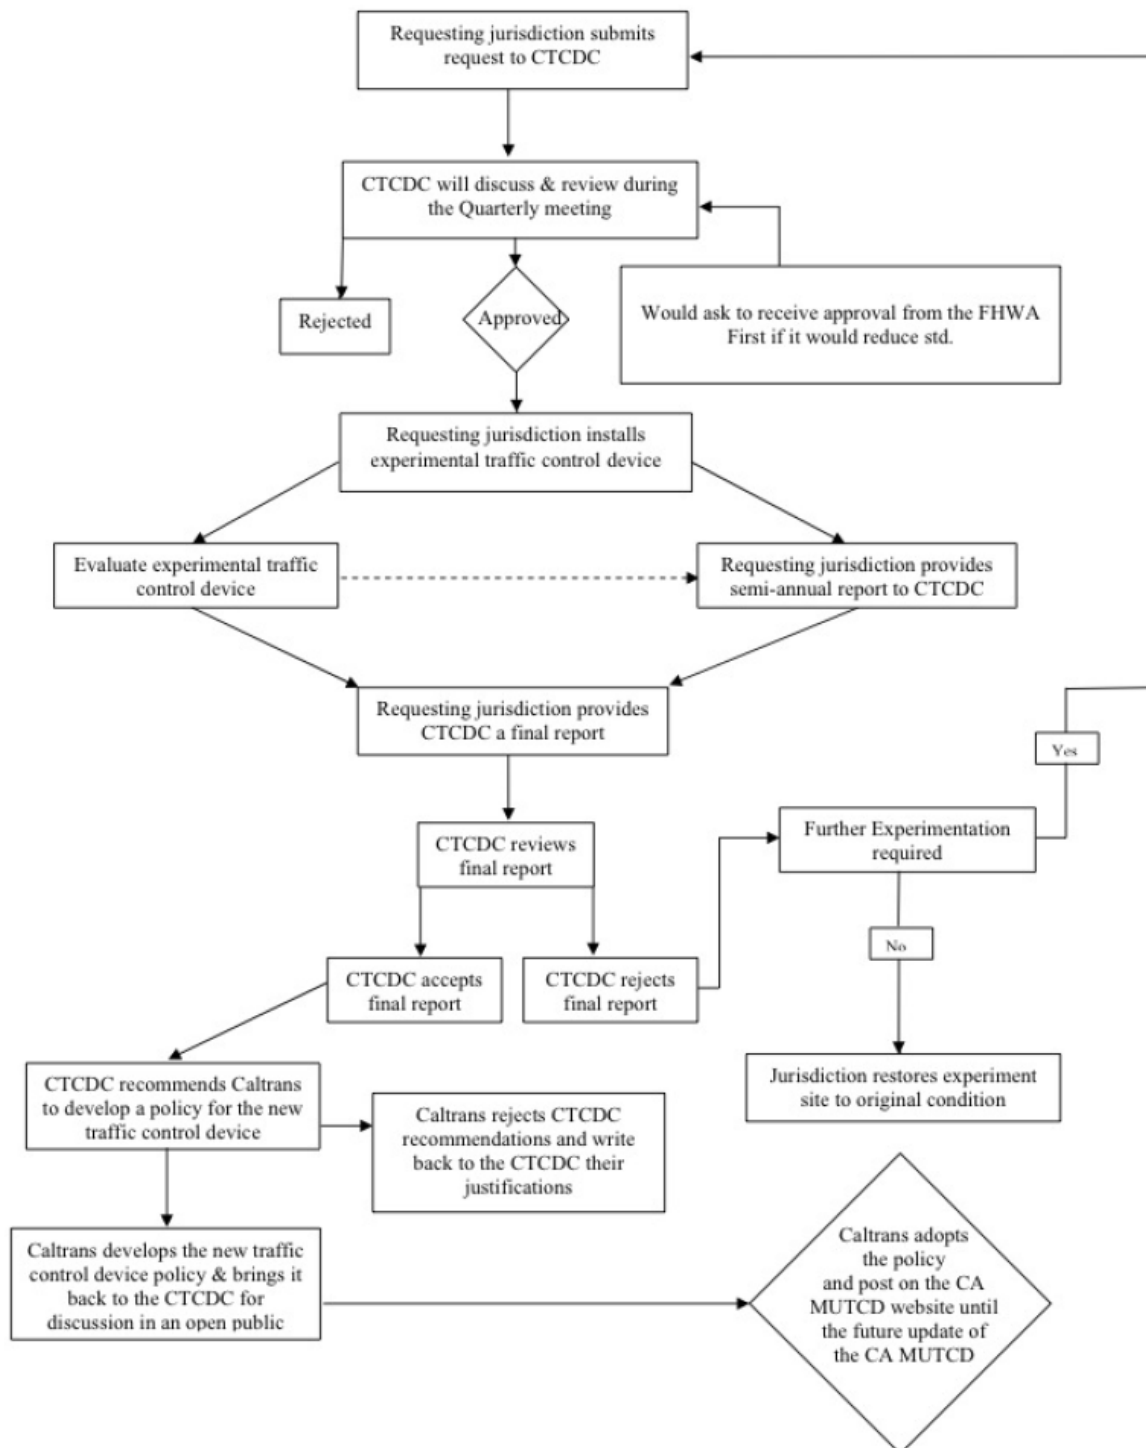 Requesting jurisdiction submits
request to CTCDC
CTCDC will discuss & review during
the Quarterly meeting
Rejected
Approved
Would ask to receive approval from the FHWA
First if it would reduce std.
Requesting jurisdiction installs
experimental traffic control device
Evaluate experimental traffic
control device
Requesting jurisdiction provides
semi-annual report to CTCDC
Requesting jurisdiction provides
CTCDC a final report
Yes
CTCDC reviews
final report
Further Experimentation
required
No
CTCDC accepts
final report
CTCDC rejects
final report
CTCDC recommends Caltrans
to develop a policy for the new
traffic control device
Jurisdiction restores experiment
site to original condition
Caltrans rejects CTCDC
recommendations and write
back to the CTCDC their
justifications
Caltrans develops the new traffic
control device policy & brings it
back to the CTCDC for
discussion in an open public
Caltrans adopts
the policy
and post on the CA
MUTCD website until
the future update of
the CA MUTCD